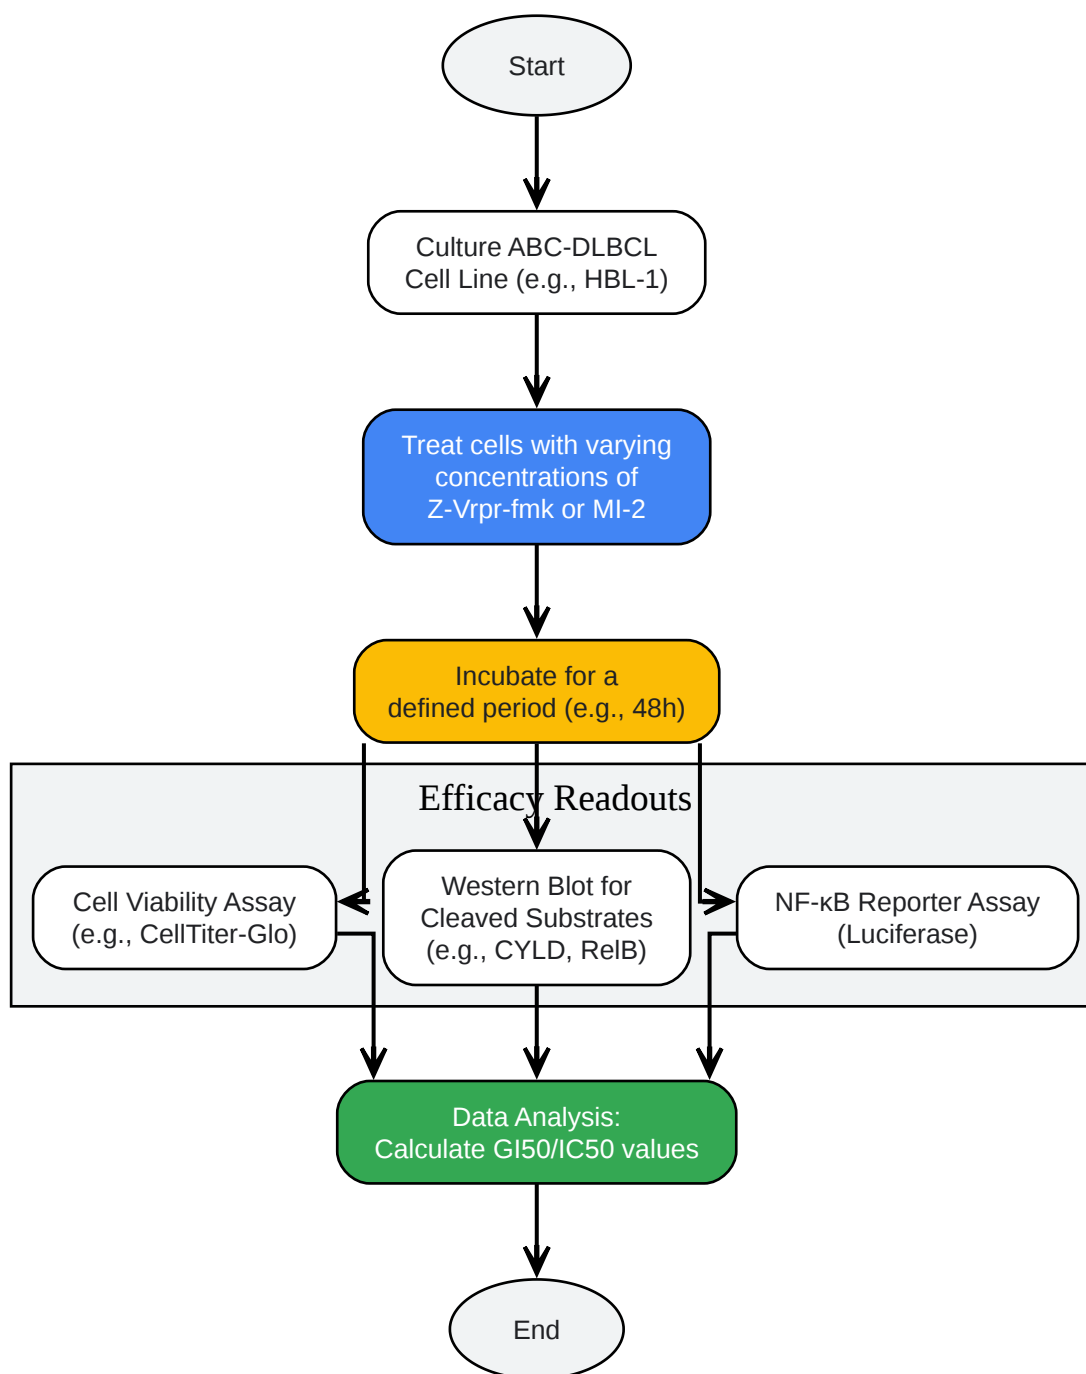 Start
Culture ABC-DLBCL
Cell Line (e.g., HBL-1)
Treat cells with varying
concentrations of
Z-Vrpr-fmk or MI-2
Incubate for a
defined period (e.g., 48h)
Efficacy Readouts
Cell Viability Assay
(e.g., CellTiter-Glo)
Western Blot for
Cleaved Substrates
(e.g., CYLD, RelB)
NF-κB Reporter Assay
(Luciferase)
Data Analysis:
Calculate GI50/IC50 values
End